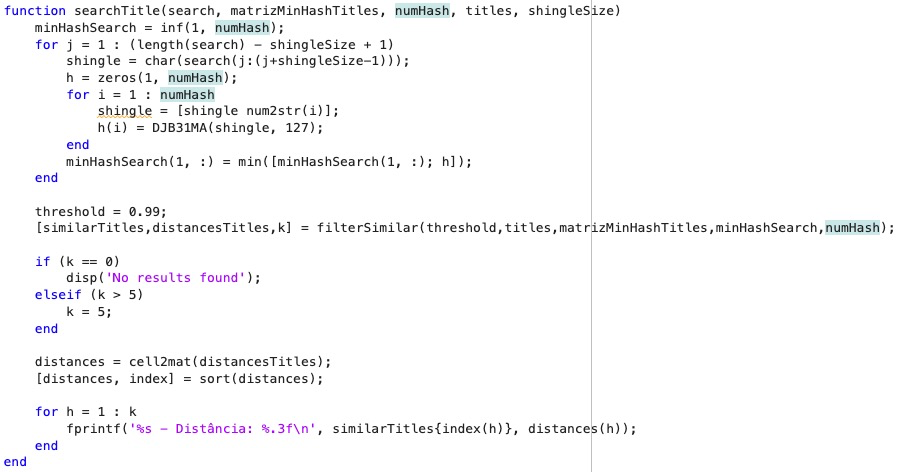 function searchTitle(search, matrizMinHashTitles, numHash, titles, shingleSize)
    minHashSearch = inf(1, numHash);
    for j = 1 : (length(search) - shingleSize + 1)
        shingle = char(search(j:(j+shingleSize-1)));
        h = zeros(1, numHash);
        for i = 1 : numHash
            shingle = [shingle num2str(i)];
            h(i) = DJB31MA(shingle, 127);
        end
        minHashSearch(1, :) = min([minHashSearch(1, :); h]);
    end

    threshold = 0.99;
    [similarTitles,distancesTitles,k] = filterSimilar(threshold,titles,matrizMinHashTitles,minHashSearch,numHash);

    if (k == 0)
        disp('No results found');
    elseif (k > 5)
        k = 5;
    end

    distances = cell2mat(distancesTitles);
    [distances, index] = sort(distances);

    for h = 1 : k
        fprintf('%s - Distância: %.3f\n', similarTitles{index(h)}, distances(h));
    end
end